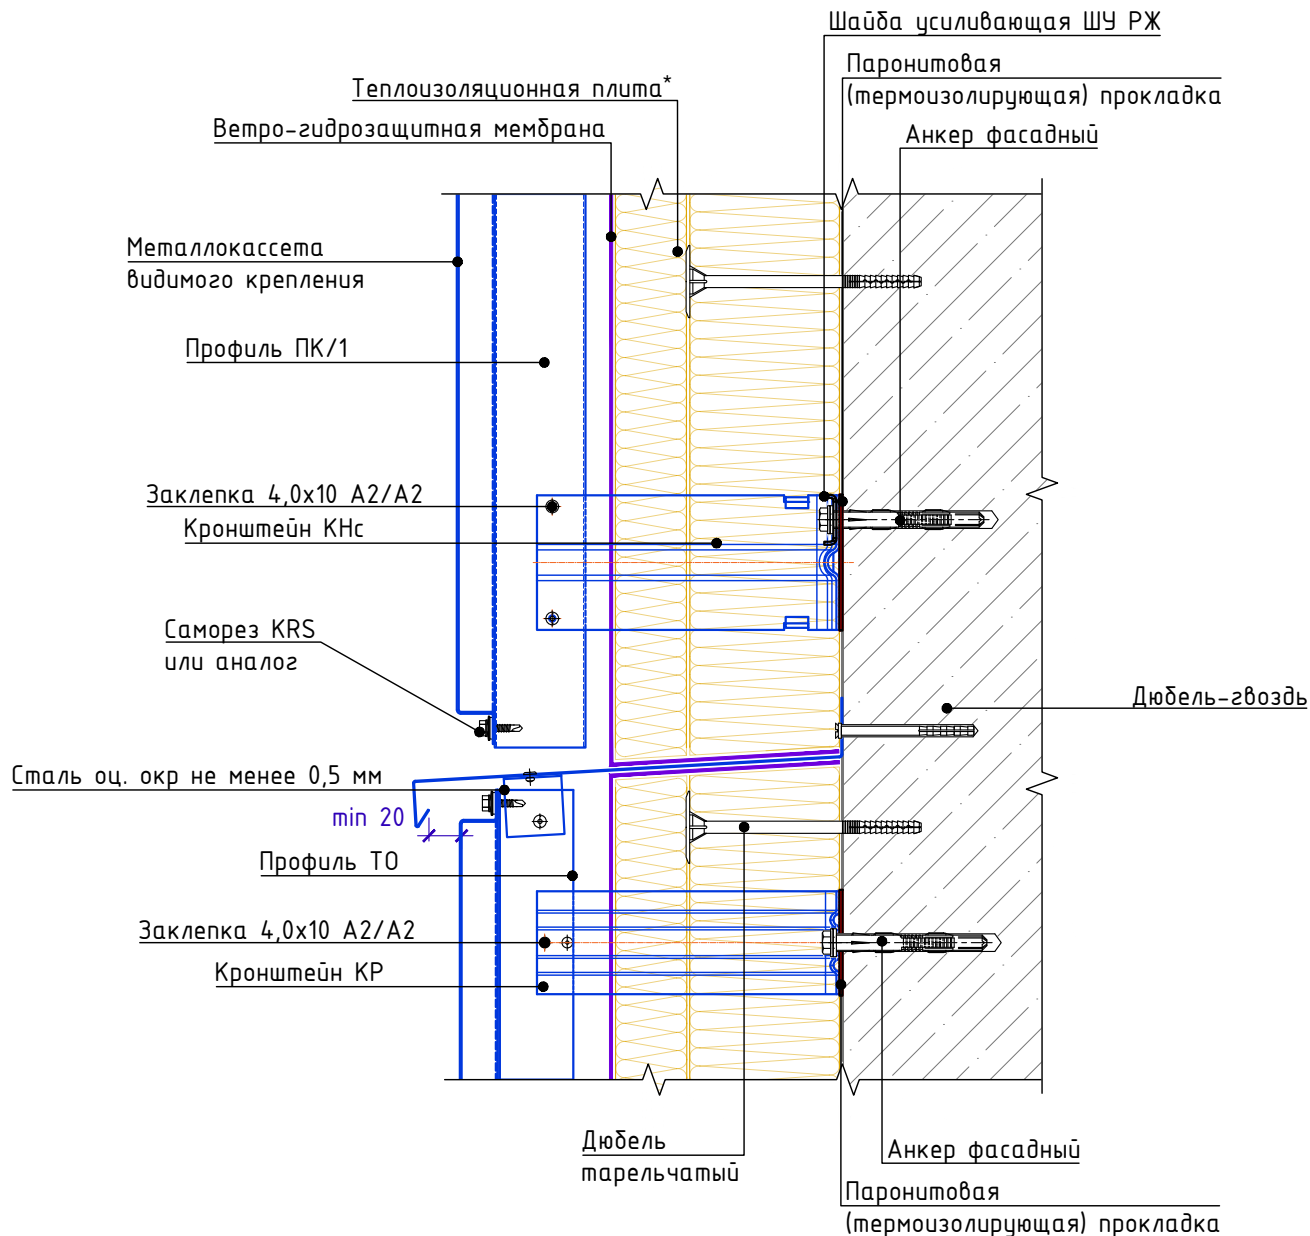 Шайба усиливающая ШУ РЖ
Паронитовая
(термоизолирующая) прокладка
Теплоизоляционная плита*
Ветро-гидрозащитная мембрана
Анкер фасадный
Металлокассета
видимого крепления
Профиль ПК/1
Заклепка 4,0х10 А2/А2
Кронштейн КНс
Саморез KRS
или аналог
Дюбель-гвоздь
Сталь оц. окр не менее 0,5 мм
min 20
Профиль ТО
Заклепка 4,0х10 А2/А2
Кронштейн КР
Дюбель
тарельчатый
Анкер фасадный
Паронитовая
(термоизолирующая) прокладка